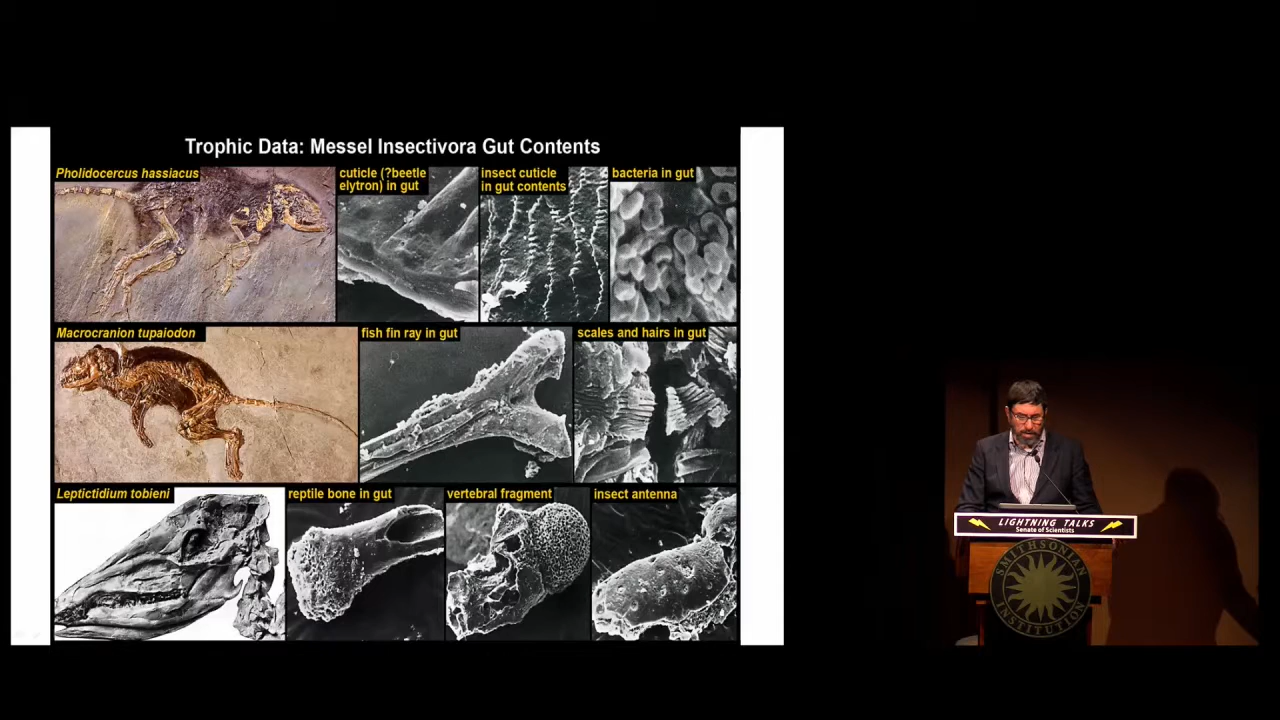 Trophic Data: Messel Insectivora Gut Contents
Pholidocercus hassiacus
cuticle (?beetle
elytron) in gut
insect cuticle
in gut contents
bacteria in gut
Macrocranion tupaiodon
fish fin ray in gut
scales and hairs in gut
Leptictidium tobieni
reptile bone in gut
vertebral fragment
insect antenna
LIGHTNING TALKS
Senate of Scientists
SMITHSONIAN
INSTITUTION